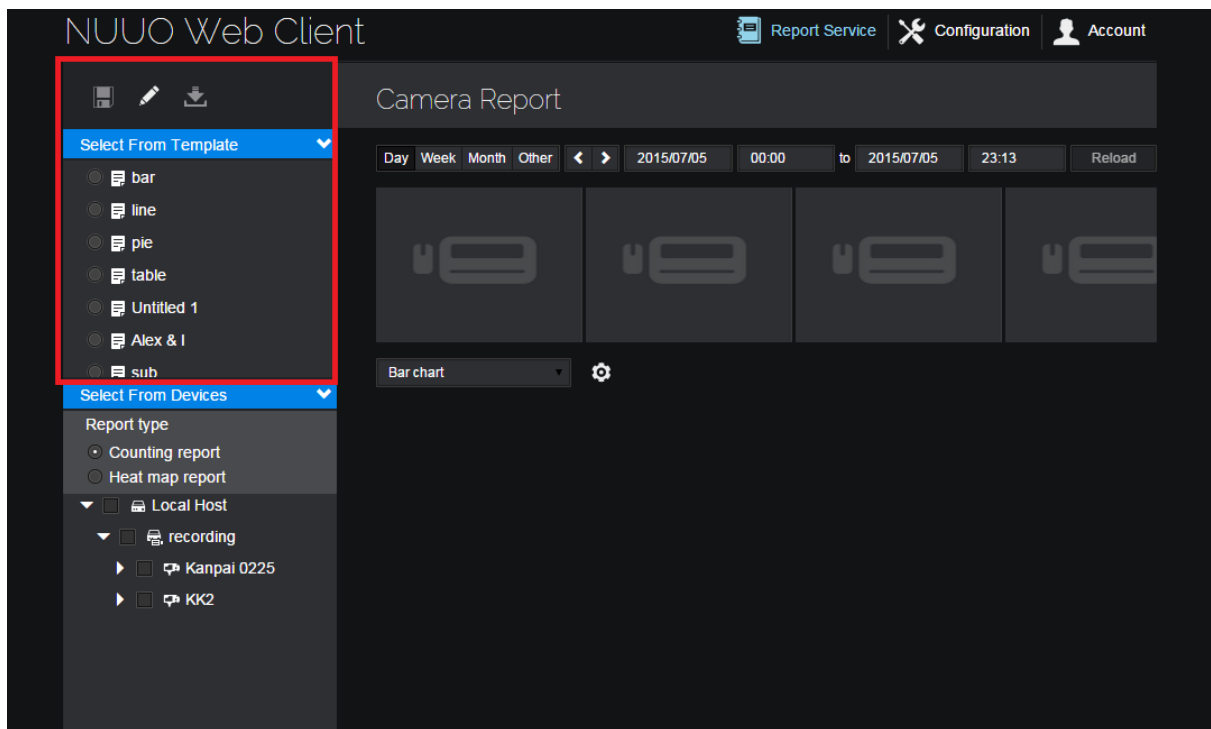 NUUO Web Client
Report Service Configuration Account
Camera Report
Select From Template
bar
line
pie
table
Untitled 1
Alex & I
sub
Day Week Month Other 2015/07/05 00:00 to 2015/07/05 23:13 Reload
Bar chart
Select From Devices
Report type
Counting report
Heat map report
Local Host
recording
Kanpai 0225
KK2